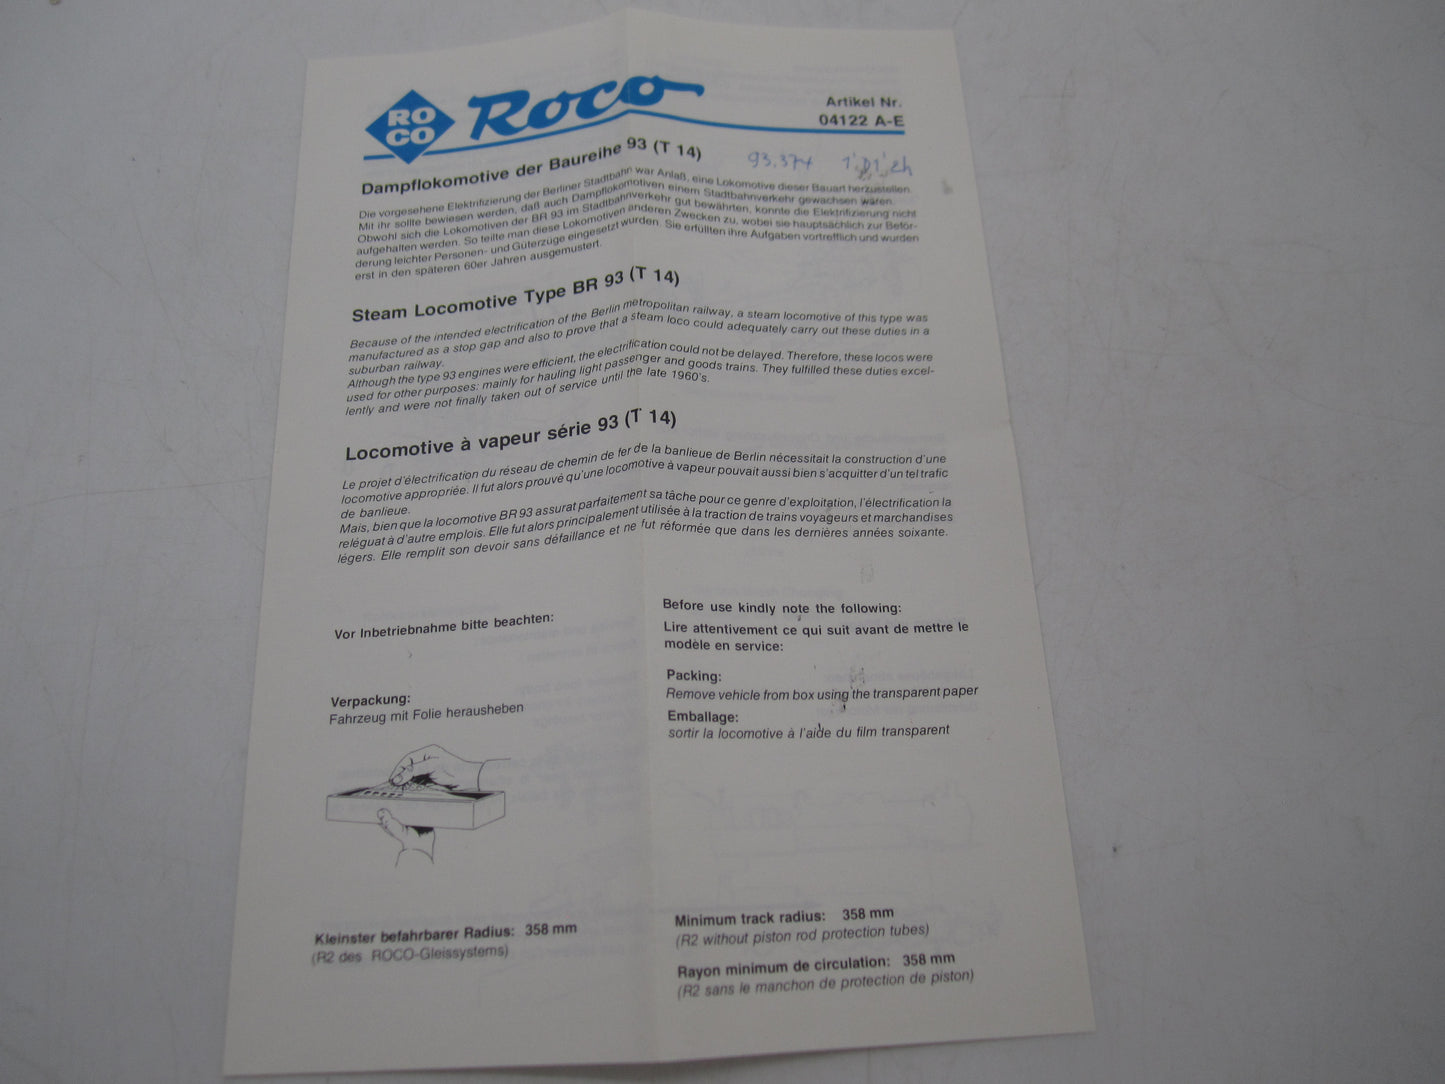 RO
CO
Roco
Artikel Nr.
04122 A-E
Dampflokomotive der Baureihe 93 (T 14)
93.374 1'D1'2h
Die vorgesehene Elektrifizierung der Berliner Stadtbahn war Anlaß, eine Lokomotive dieser Bauart herzustellen.
Mit ihr sollte bewiesen werden, daß auch Dampflokomotiven einem Stadtbahnverkehr gewachsen wären.
Obwohl sich die Lokomotiven der BR 93 im Stadtbahnverkehr gut bewährten, konnte die Elektrifizierung nicht
aufgehalten werden. So teilte man diese Lokomotiven anderen Zwecken zu, wobei sie hauptsächlich zur Beför-
derung leichter Personen- und Güterzüge eingesetzt wurden. Sie erfüllten ihre Aufgaben vortrefflich und wurden
erst in den späteren 60er Jahren ausgemustert.
Steam Locomotive Type BR 93 (T 14)
Because of the intended electrification of the Berlin metropolitan railway, a steam locomotive of this type was
manufactured as a stop gap and also to prove that a steam loco could adequately carry out these duties in a
suburban railway.
Although the type 93 engines were efficient, the electrification could not be delayed. Therefore, these locos were
used for other purposes: mainly for hauling light passenger and goods trains. They fulfilled these duties excel-
lently and were not finally taken out of service until the late 1960's.
Locomotive à vapeur série 93 (T 14)
Le projet d'électrification du réseau de chemin de fer de la banlieue de Berlin nécessitait la construction d'une
locomotive appropriée. Il fut alors prouvé qu'une locomotive à vapeur pouvait aussi bien s'acquitter d'un tel trafic
de banlieue.
Mais, bien que la locomotive BR 93 assurat parfaitement sa tâche pour ce genre d'exploitation, l'électrification la
reléguat à d'autre emplois. Elle fut alors principalement utilisée à la traction de trains voyageurs et marchandises
légers. Elle remplit son devoir sans défaillance et ne fut réformée que dans les dernières années soixante.
Vor Inbetriebnahme bitte beachten:
Verpackung:
Fahrzeug mit Folie herausheben
Kleinster befahrbarer Radius: 358 mm
(R2 des ROCO-Gleissystems)
Before use kindly note the following:
Lire attentivement ce qui suit avant de mettre le
modèle en service:
Packing:
Remove vehicle from box using the transparent paper
Emballage:
sortir la locomotive à l'aide du film transparent
Minimum track radius: 358 mm
(R2 without piston rod protection tubes)
Rayon minimum de circulation: 358 mm
(R2 sans le manchon de protection de piston)